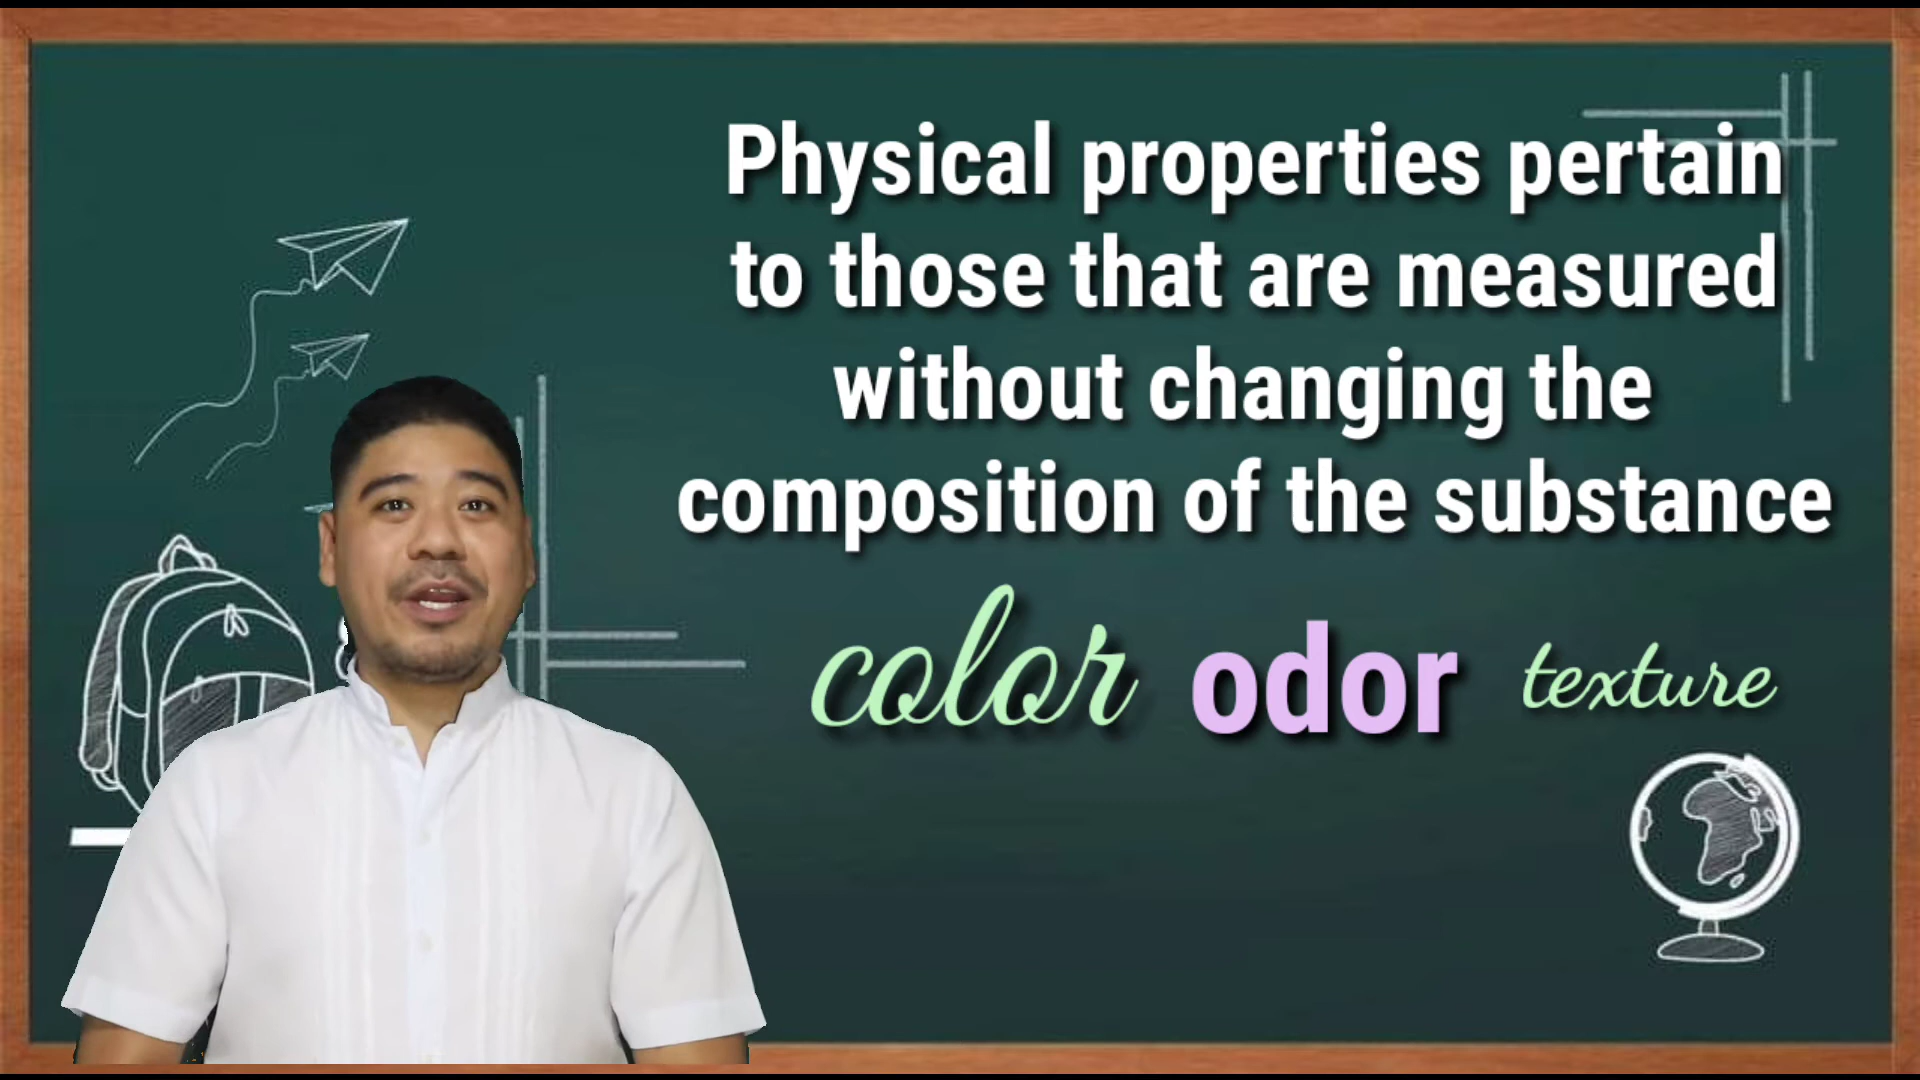 Physical properties pertain
to those that are measured
without changing the
composition of the substance
color odor texture